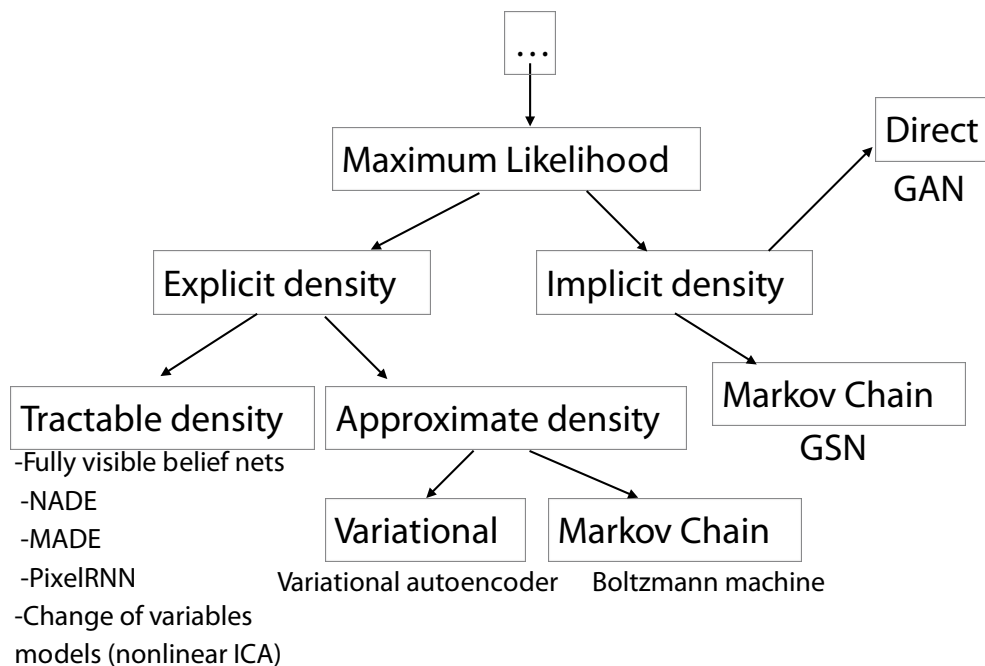 …
Maximum Likelihood
Direct
GAN
Explicit density
Implicit density
Tractable density
-Fully visible belief nets
-NADE
-MADE
-PixelRNN
-Change of variables
models (nonlinear ICA)
Approximate density
Variational
Variational autoencoder
Markov Chain
Boltzmann machine
Markov Chain
GSN